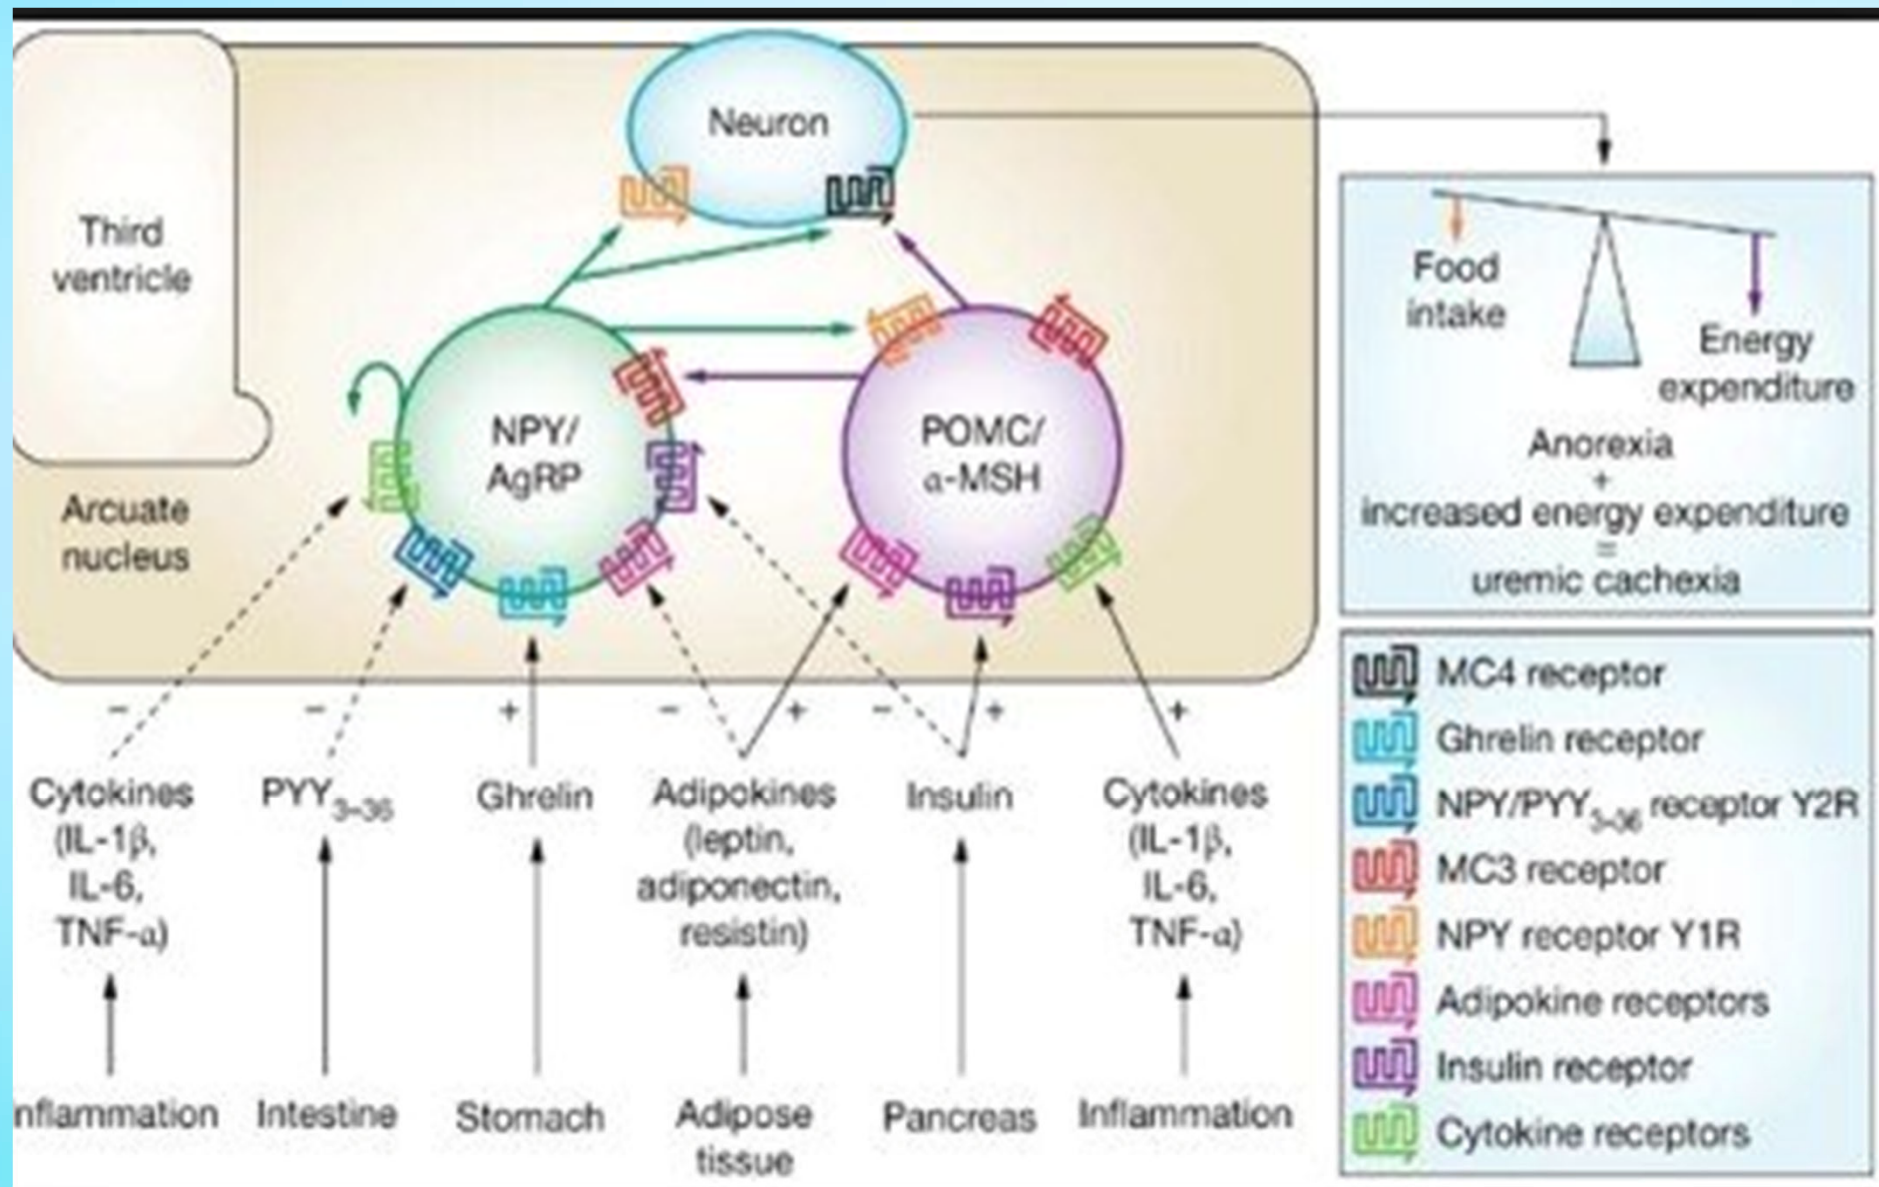 Neuron
Third
ventricle
Arcuate
nucleus
NPY/
AgRP
POMC/
α-MSH
Food
intake
Energy
expenditure
Anorexia
+
increased energy expenditure
=
uremic cachexia
− − + − + − + +
Cytokines
(IL-1β,
IL-6,
TNF-α)
PYY3–36
Ghrelin
Adipokines
(leptin,
adiponectin,
resistin)
Insulin
Cytokines
(IL-1β,
IL-6,
TNF-α)
nflammation
Intestine
Stomach
Adipose
tissue
Pancreas
Inflammation
MC4 receptor
Ghrelin receptor
NPY/PYY3–36 receptor Y2R
MC3 receptor
NPY receptor Y1R
Adipokine receptors
Insulin receptor
Cytokine receptors